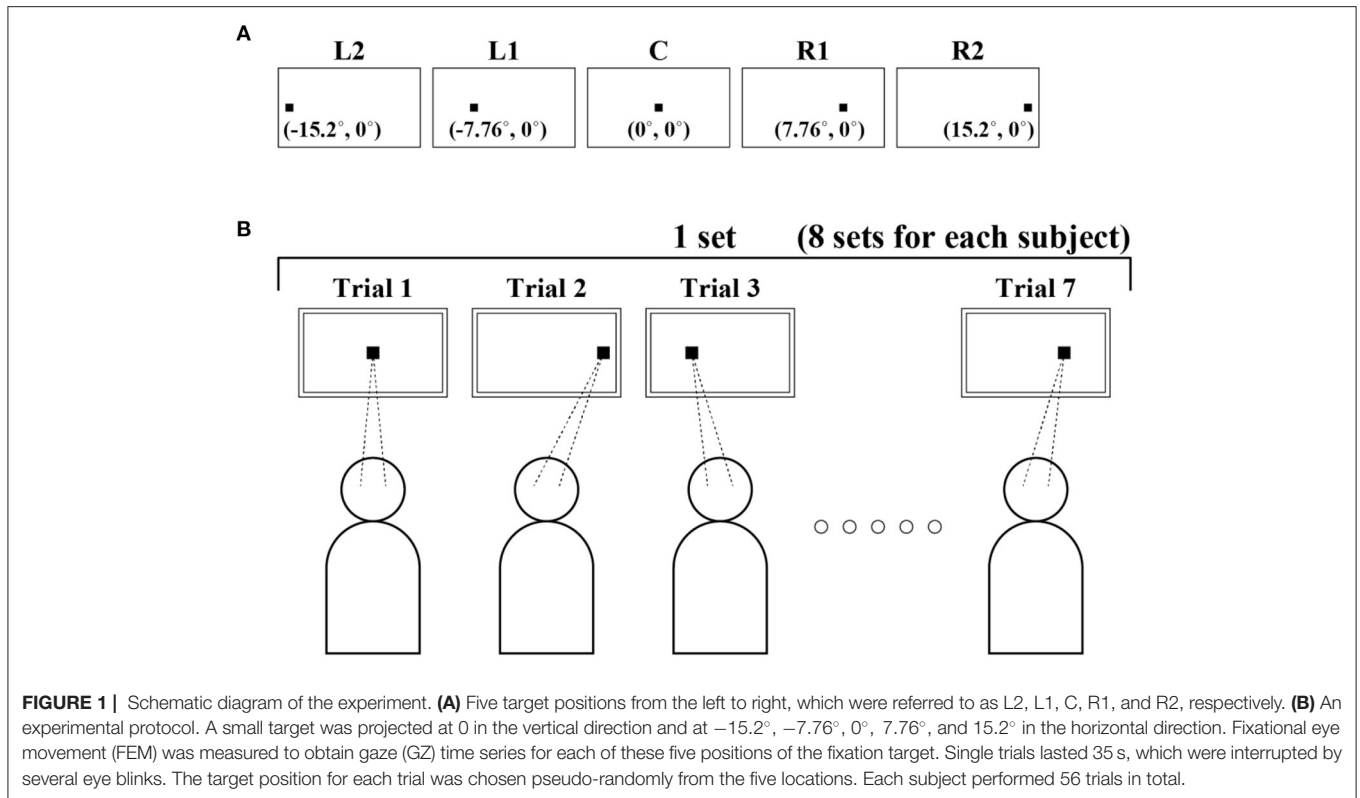 A
L2 L1 C R1 R2
(-15.2°, 0°) (-7.76°, 0°) (0°, 0°) (7.76°, 0°) (15.2°, 0°)
B
1 set (8 sets for each subject)
Trial 1 Trial 2 Trial 3 Trial 7
FIGURE 1 | Schematic diagram of the experiment. (A) Five target positions from the left to right, which were referred to as L2, L1, C, R1, and R2, respectively. (B) An
experimental protocol. A small target was projected at 0 in the vertical direction and at −15.2°, −7.76°, 0°, 7.76°, and 15.2° in the horizontal direction. Fixational eye
movement (FEM) was measured to obtain gaze (GZ) time series for each of these five positions of the fixation target. Single trials lasted 35 s, which were interrupted by
several eye blinks. The target position for each trial was chosen pseudo-randomly from the five locations. Each subject performed 56 trials in total.